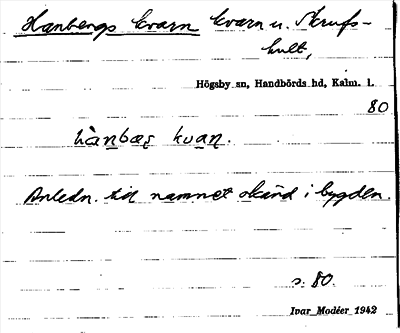 Hanbergs kvarn kvarn u. Skrufs-
hult,
Högsby sn, Handbörds hd, Kalm. l.
80
hànbær̨ kvan̨.
Anledn. till namnet okänd i bygden.
s. 80.
Ivar Modéer 1942